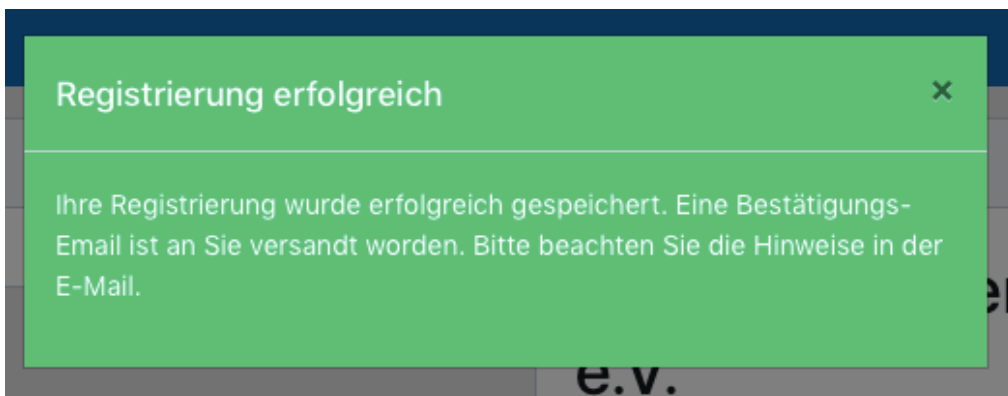 Registrierung erfolgreich ×
Ihre Registrierung wurde erfolgreich gespeichert. Eine Bestätigungs-
Email ist an Sie versandt worden. Bitte beachten Sie die Hinweise in der
E-Mail.
e.V.